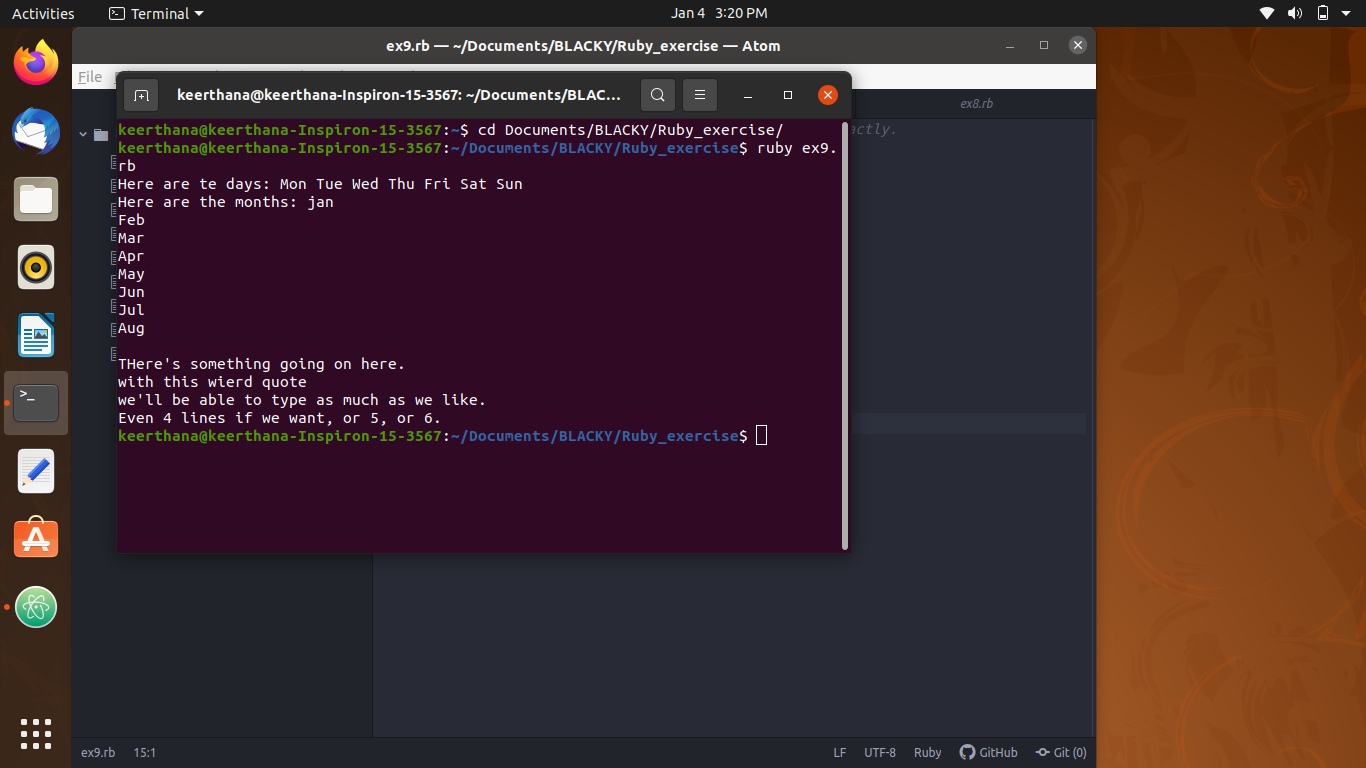 Activities
Terminal
Jan 4 3:20 PM
ex9.rb — ~/Documents/BLACKY/Ruby_exercise — Atom
File
keerthana@keerthana-Inspiron-15-3567: ~/Documents/BLAC...
ex8.rb
actly.
keerthana@keerthana-Inspiron-15-3567:~$ cd Documents/BLACKY/Ruby_exercise/
keerthana@keerthana-Inspiron-15-3567:~/Documents/BLACKY/Ruby_exercise$ ruby ex9.
rb
Here are te days: Mon Tue Wed Thu Fri Sat Sun
Here are the months: jan
Feb
Mar
Apr
May
Jun
Jul
Aug
THere's something going on here.
with this wierd quote
we'll be able to type as much as we like.
Even 4 lines if we want, or 5, or 6.
keerthana@keerthana-Inspiron-15-3567:~/Documents/BLACKY/Ruby_exercise$
ex9.rb 15:1 LF UTF-8 Ruby GitHub Git (0)